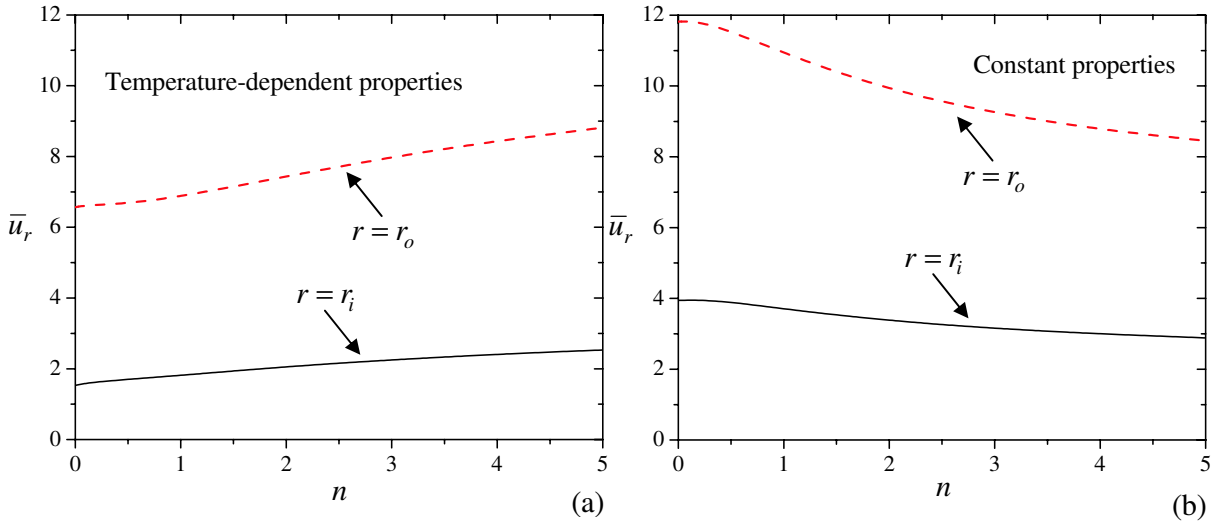 12
10
8
6
4
2
0
ū_r
Temperature-dependent properties
r = r_o
r = r_i
0 1 2 3 4 5
n
(a)
12
10
8
6
4
2
0
Constant properties
r = r_o
r = r_i
0 1 2 3 4 5
n
(b)